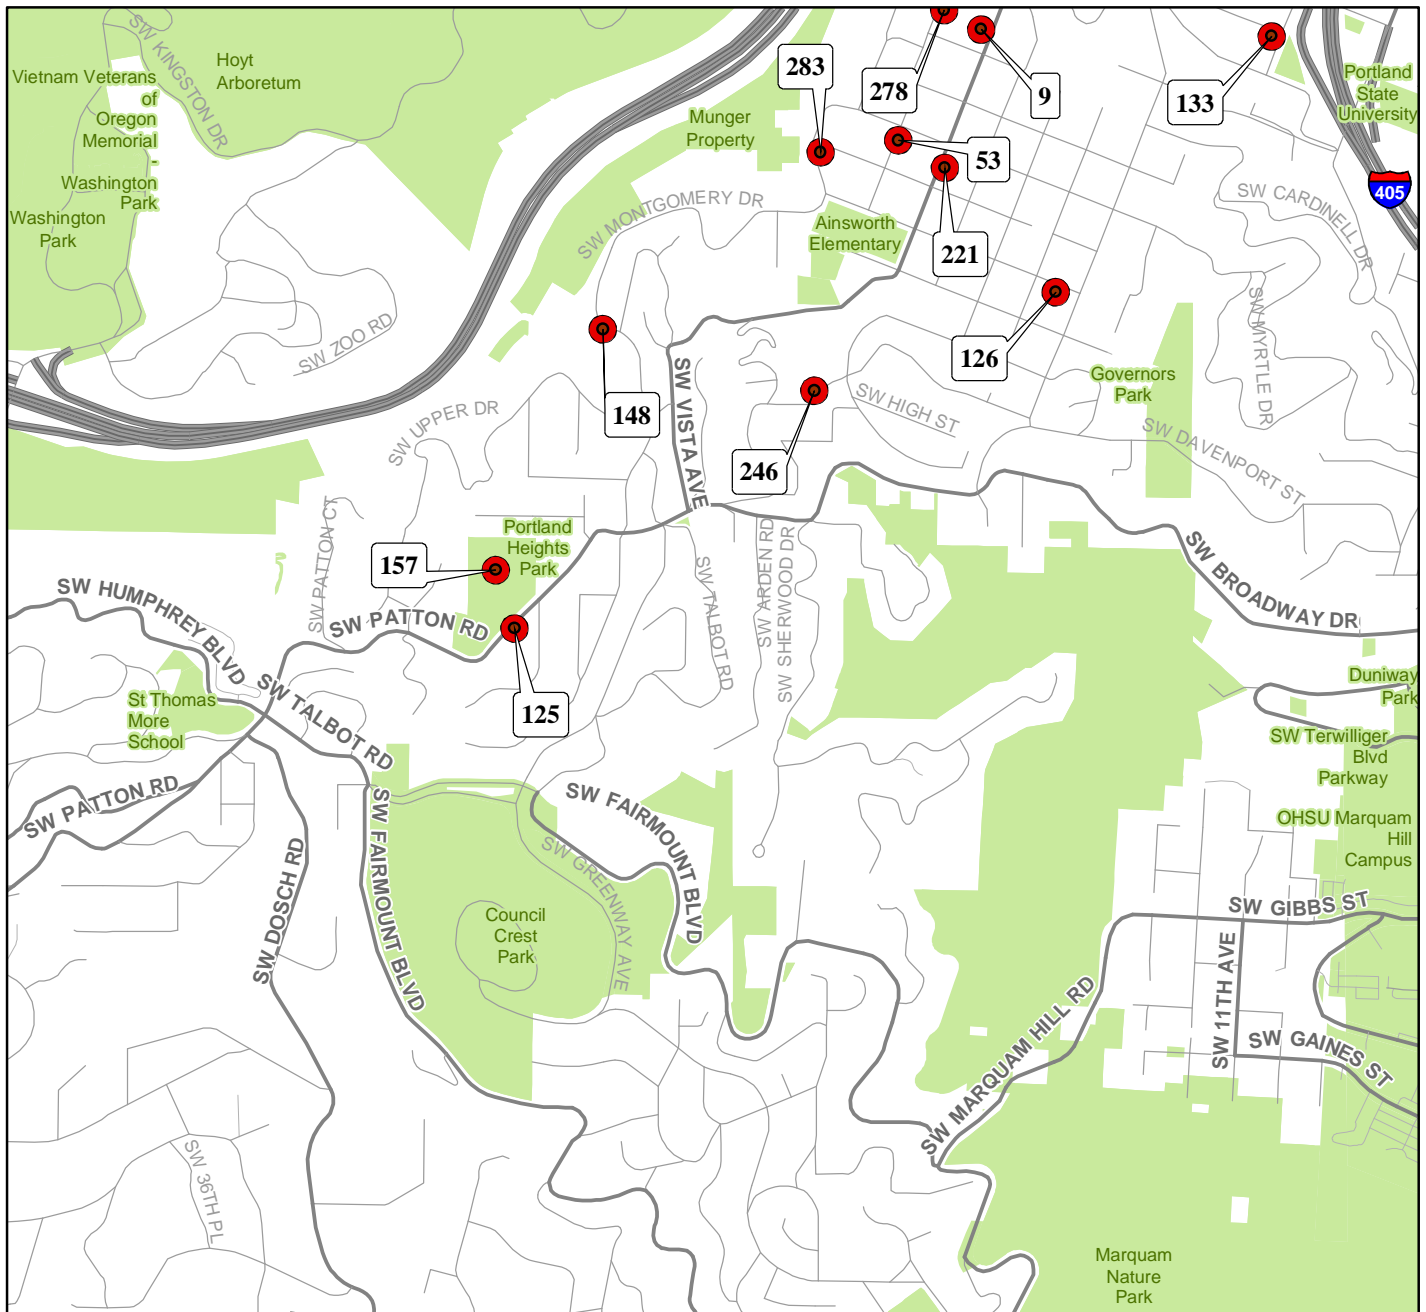 SW KINGSTON DR
Hoyt
Arboretum
Vietnam Veterans
of
Oregon
Memorial
-
Washington
Park
Washington
Park
283
278
9
133
Portland
State
University
Munger
Property
53
405
SW CARDINELL DR
SW MONTGOMERY DR
Ainsworth
Elementary
221
SW ZOO RD
SW MYRTLE DR
126
Governors
Park
SW VISTA AVE
148
SW HIGH ST
SW UPPER DR
246
SW DAVENPORT ST
SW PATTON CT
Portland
Heights
Park
157
SW TALBOT RD
SW ARDEN RD
SW SHERWOOD DR
SW BROADWAY DR
SW HUMPHREY BLVD
SW PATTON RD
SW TALBOT RD
St Thomas
More
School
125
Duniway
Park
SW Terwilliger
Blvd
Parkway
SW PATTON RD
SW FAIRMOUNT BLVD
SW FAIRMOUNT BLVD
SW GREENWAY AVE
SW DOSCH RD
OHSU Marquam
Hill
Campus
Council
Crest
Park
SW GIBBS ST
SW 11TH AVE
SW MARQUAM HILL RD
SW GAINES ST
SW 36TH PL
Marquam
Nature
Park